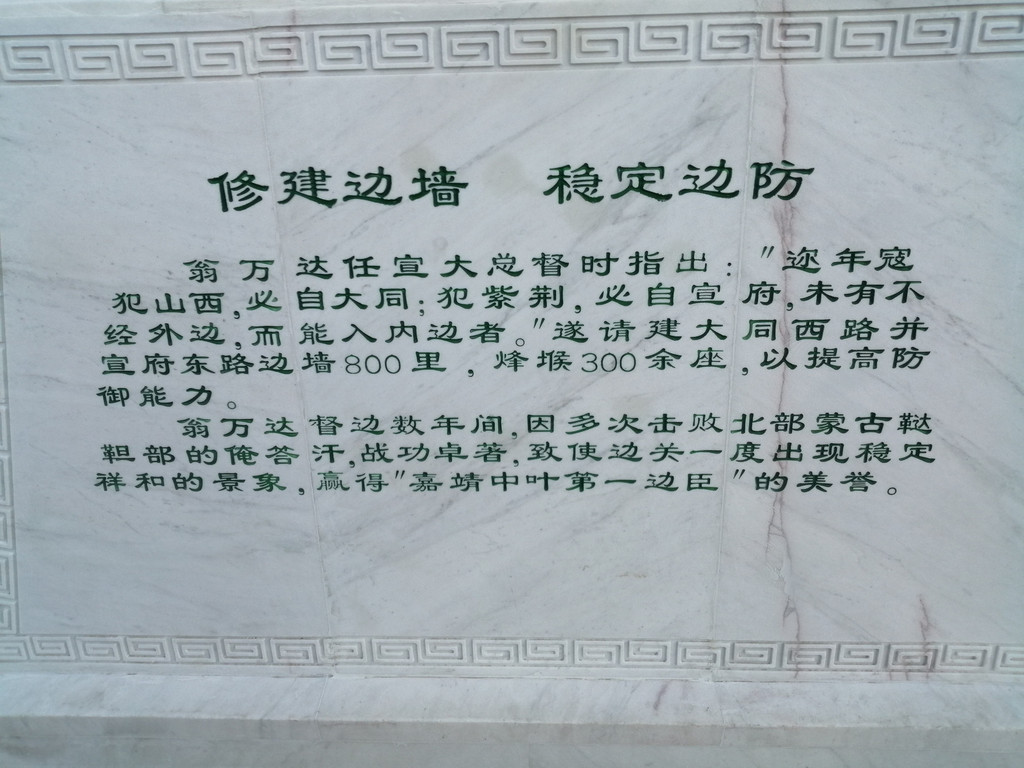 修建边墙 稳定边防
翁万达任宣大总督时指出："迩年寇
犯山西,必自大同;犯紫荆,必自宣府,未有不
经外边,而能入内边者。"遂请建大同西路并
宣府东路边墙800里,烽堠300余座,以提高防
御能力。
翁万达督边数年间,因多次击败北部蒙古鞑
靼部的俺答汗,战功卓著,致使边关一度出现稳定
祥和的景象,赢得"嘉靖中叶第一边臣"的美誉。